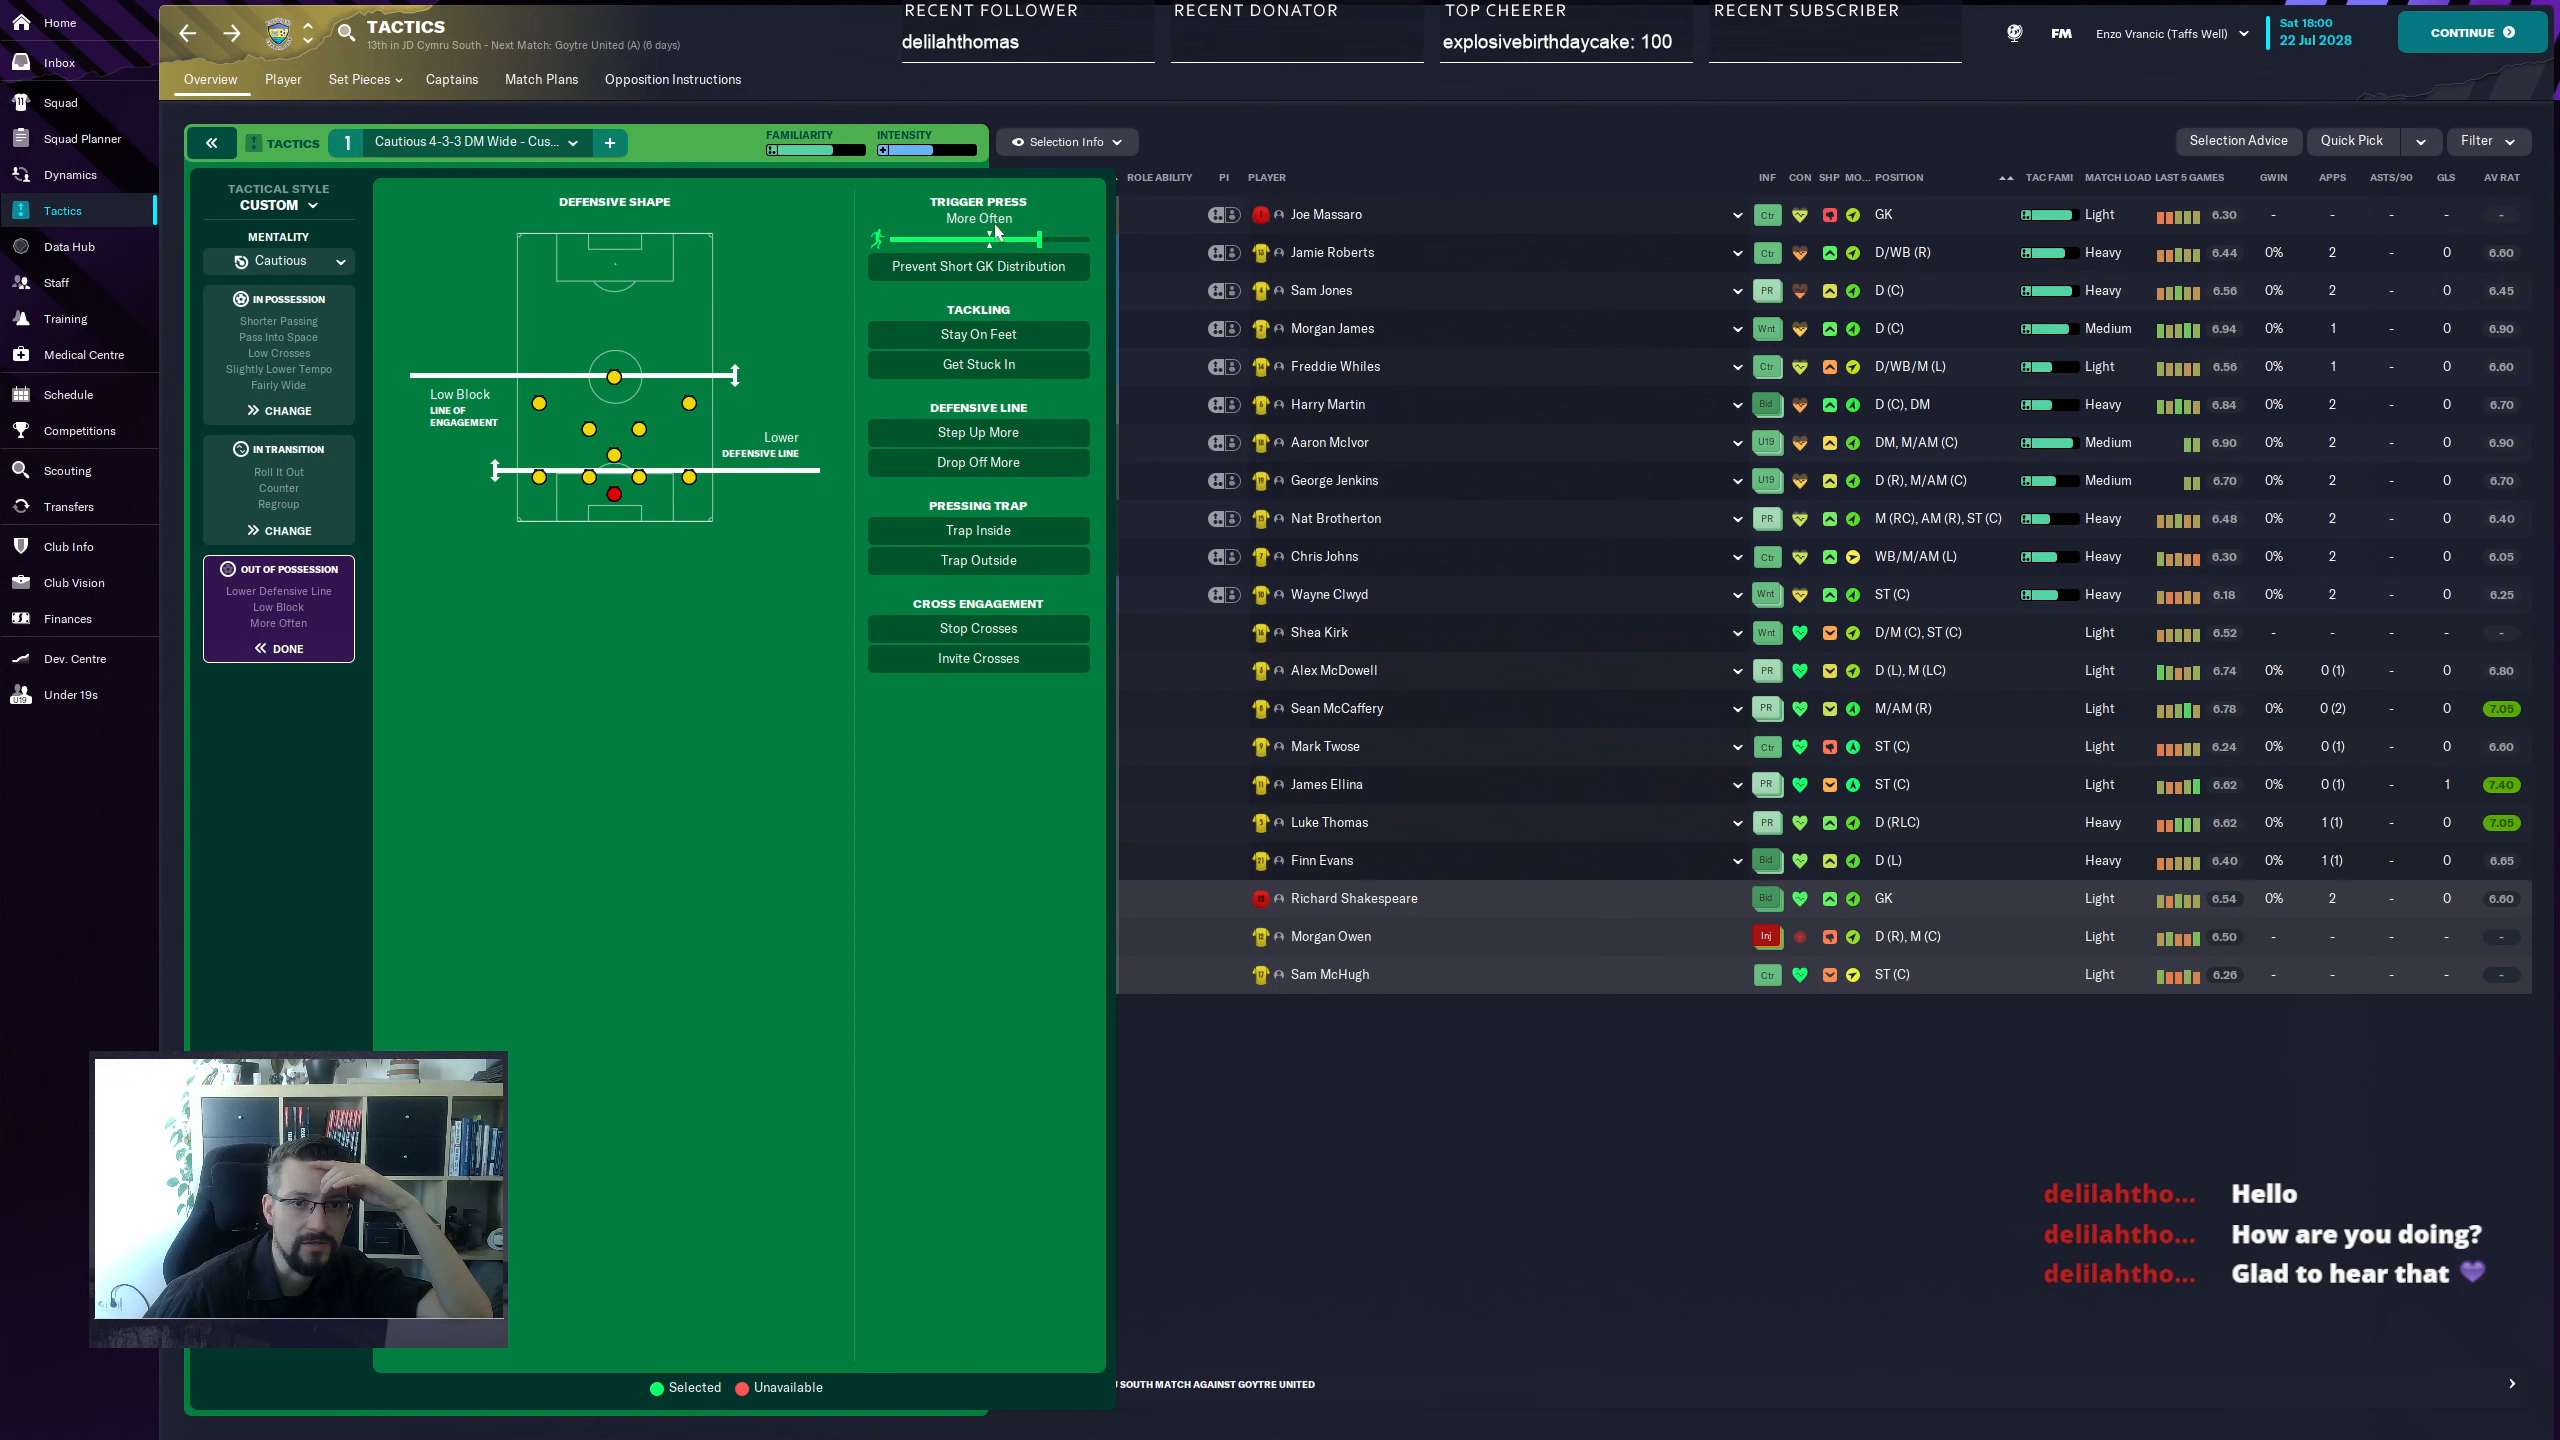 Home
Inbox
Squad
Squad Planner
Dynamics
Tactics
Data Hub
Staff
Training
Medical Centre
Schedule
Competitions
Scouting
Transfers
Club Info
Club Vision
Finances
Dev. Centre
Under 19s
TACTICS
13th in JD Cymru South - Next Match: Goytre United (A) (6 days)
RECENT FOLLOWER
delilahthomas
RECENT DONATOR
TOP CHEERER
explosivebirthdaycake: 100
RECENT SUBSCRIBER
FM
Enzo Vrancic (Taffs Well)
Sat 18:00
22 Jul 2028
CONTINUE
Overview
Player
Set Pieces
Captains
Match Plans
Opposition Instructions
TACTICS
1
Cautious 4-3-3 DM Wide - Cus...
FAMILIARITY
INTENSITY
Selection Info
Selection Advice
Quick Pick
Filter
TACTICAL STYLE
CUSTOM
MENTALITY
Cautious
IN POSSESSION
Shorter Passing
Pass Into Space
Low Crosses
Slightly Lower Tempo
Fairly Wide
CHANGE
IN TRANSITION
Roll It Out
Counter
Regroup
CHANGE
OUT OF POSSESSION
Lower Defensive Line
Low Block
More Often
DONE
DEFENSIVE SHAPE
Low Block
LINE OF
ENGAGEMENT
Lower
DEFENSIVE LINE
TRIGGER PRESS
More Often
Prevent Short GK Distribution
TACKLING
Stay On Feet
Get Stuck In
DEFENSIVE LINE
Step Up More
Drop Off More
PRESSING TRAP
Trap Inside
Trap Outside
CROSS ENGAGEMENT
Stop Crosses
Invite Crosses
Selected
Unavailable
ROLE ABILITY PI PLAYER INF CON SHP MO... POSITION TAC FAMI MATCH LOAD LAST 5 GAMES GWIN APPS ASTS/90 GLS AV RAT
Joe Massaro Ctr GK Light 6.30 - - - - -
Jamie Roberts Ctr D/WB (R) Heavy 6.44 0% 2 - 0 6.60
Sam Jones PR D (C) Heavy 6.56 0% 2 - 0 6.45
Morgan James Wnt D (C) Medium 6.94 0% 1 - 0 6.90
Freddie Whiles Ctr D/WB/M (L) Light 6.56 0% 1 - 0 6.60
Harry Martin Bid D (C), DM Heavy 6.84 0% 2 - 0 6.70
Aaron McIvor U19 DM, M/AM (C) Medium 6.90 0% 2 - 0 6.90
George Jenkins U19 D (R), M/AM (C) Medium 6.70 0% 2 - 0 6.70
Nat Brotherton PR M (RC), AM (R), ST (C) Heavy 6.48 0% 2 - 0 6.40
Chris Johns Ctr WB/M/AM (L) Heavy 6.30 0% 2 - 0 6.05
Wayne Clwyd Wnt ST (C) Heavy 6.18 0% 2 - 0 6.25
Shea Kirk Wnt D/M (C), ST (C) Light 6.52 - - - - -
Alex McDowell PR D (L), M (LC) Light 6.74 0% 0 (1) - 0 6.80
Sean McCaffery PR M/AM (R) Light 6.78 0% 0 (2) - 0 7.05
Mark Twose Ctr ST (C) Light 6.24 0% 0 (1) - 0 6.60
James Ellina PR ST (C) Light 6.62 0% 0 (1) - 1 7.40
Luke Thomas PR D (RLC) Heavy 6.62 0% 1 (1) - 0 7.05
Finn Evans Bid D (L) Heavy 6.40 0% 1 (1) - 0 6.65
Richard Shakespeare Bid GK Light 6.54 0% 2 - 0 6.60
Morgan Owen Inj D (R), M (C) Light 6.50 - - - - -
Sam McHugh Ctr ST (C) Light 6.26 - - - - -
delilahtho... Hello
delilahtho... How are you doing?
delilahtho... Glad to hear that
SOUTH MATCH AGAINST GOYTRE UNITED